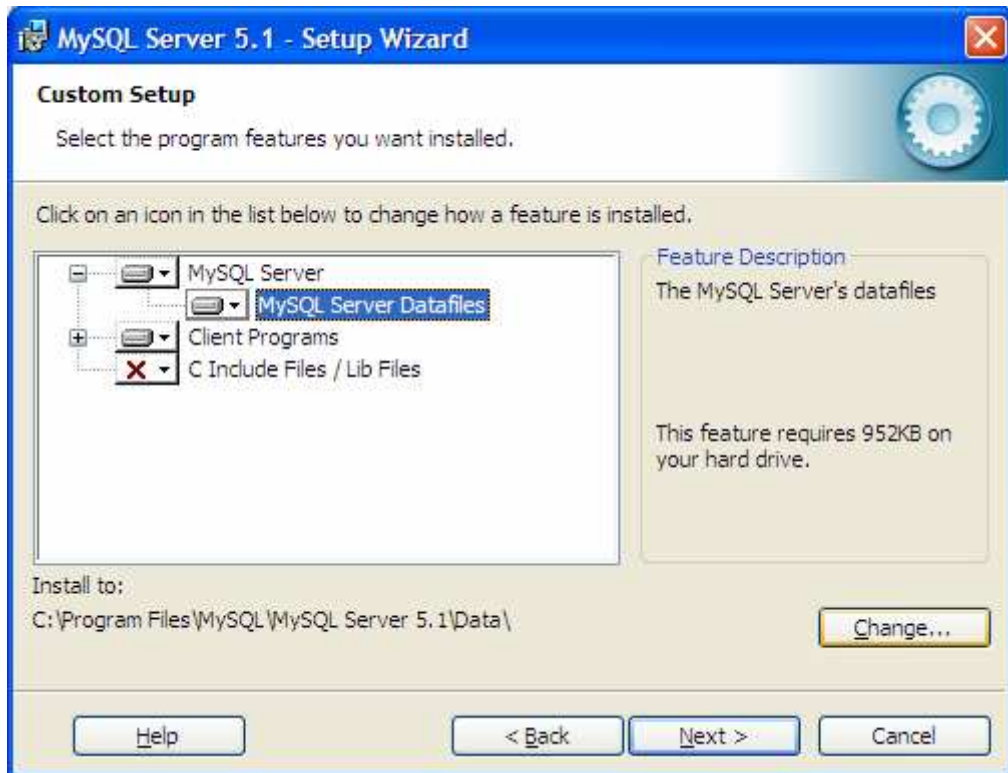 MySQL Server 5.1 - Setup Wizard
Custom Setup
Select the program features you want installed.
Click on an icon in the list below to change how a feature is installed.
MySQL Server
MySQL Server Datafiles
Client Programs
C Include Files / Lib Files
Feature Description
The MySQL Server's datafiles
This feature requires 952KB on
your hard drive.
Install to:
C:\Program Files\MySQL\MySQL Server 5.1\Data\
Change...
Help
< Back
Next >
Cancel